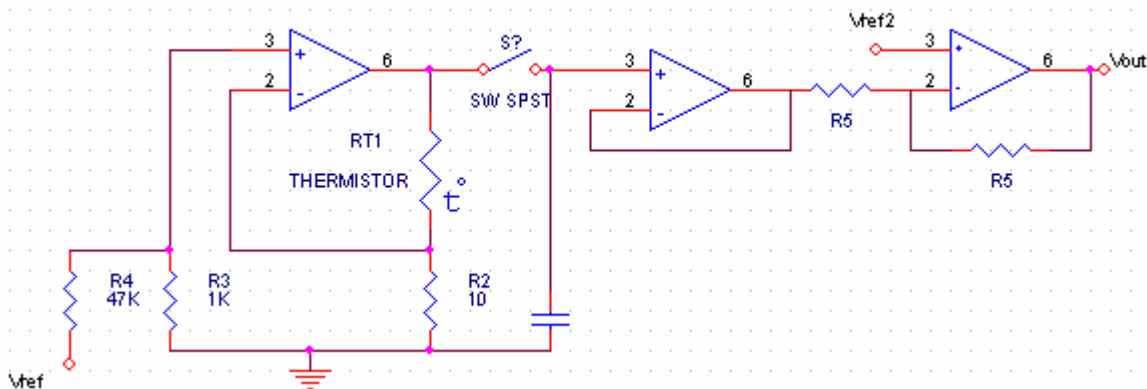 Vref2
3
2
6
S?
SW SPST
3
2
6
R5
3
2
6
Vout
R5
RT1
THERMISTOR
t°
R4
47K
R3
1K
R2
10
Vref